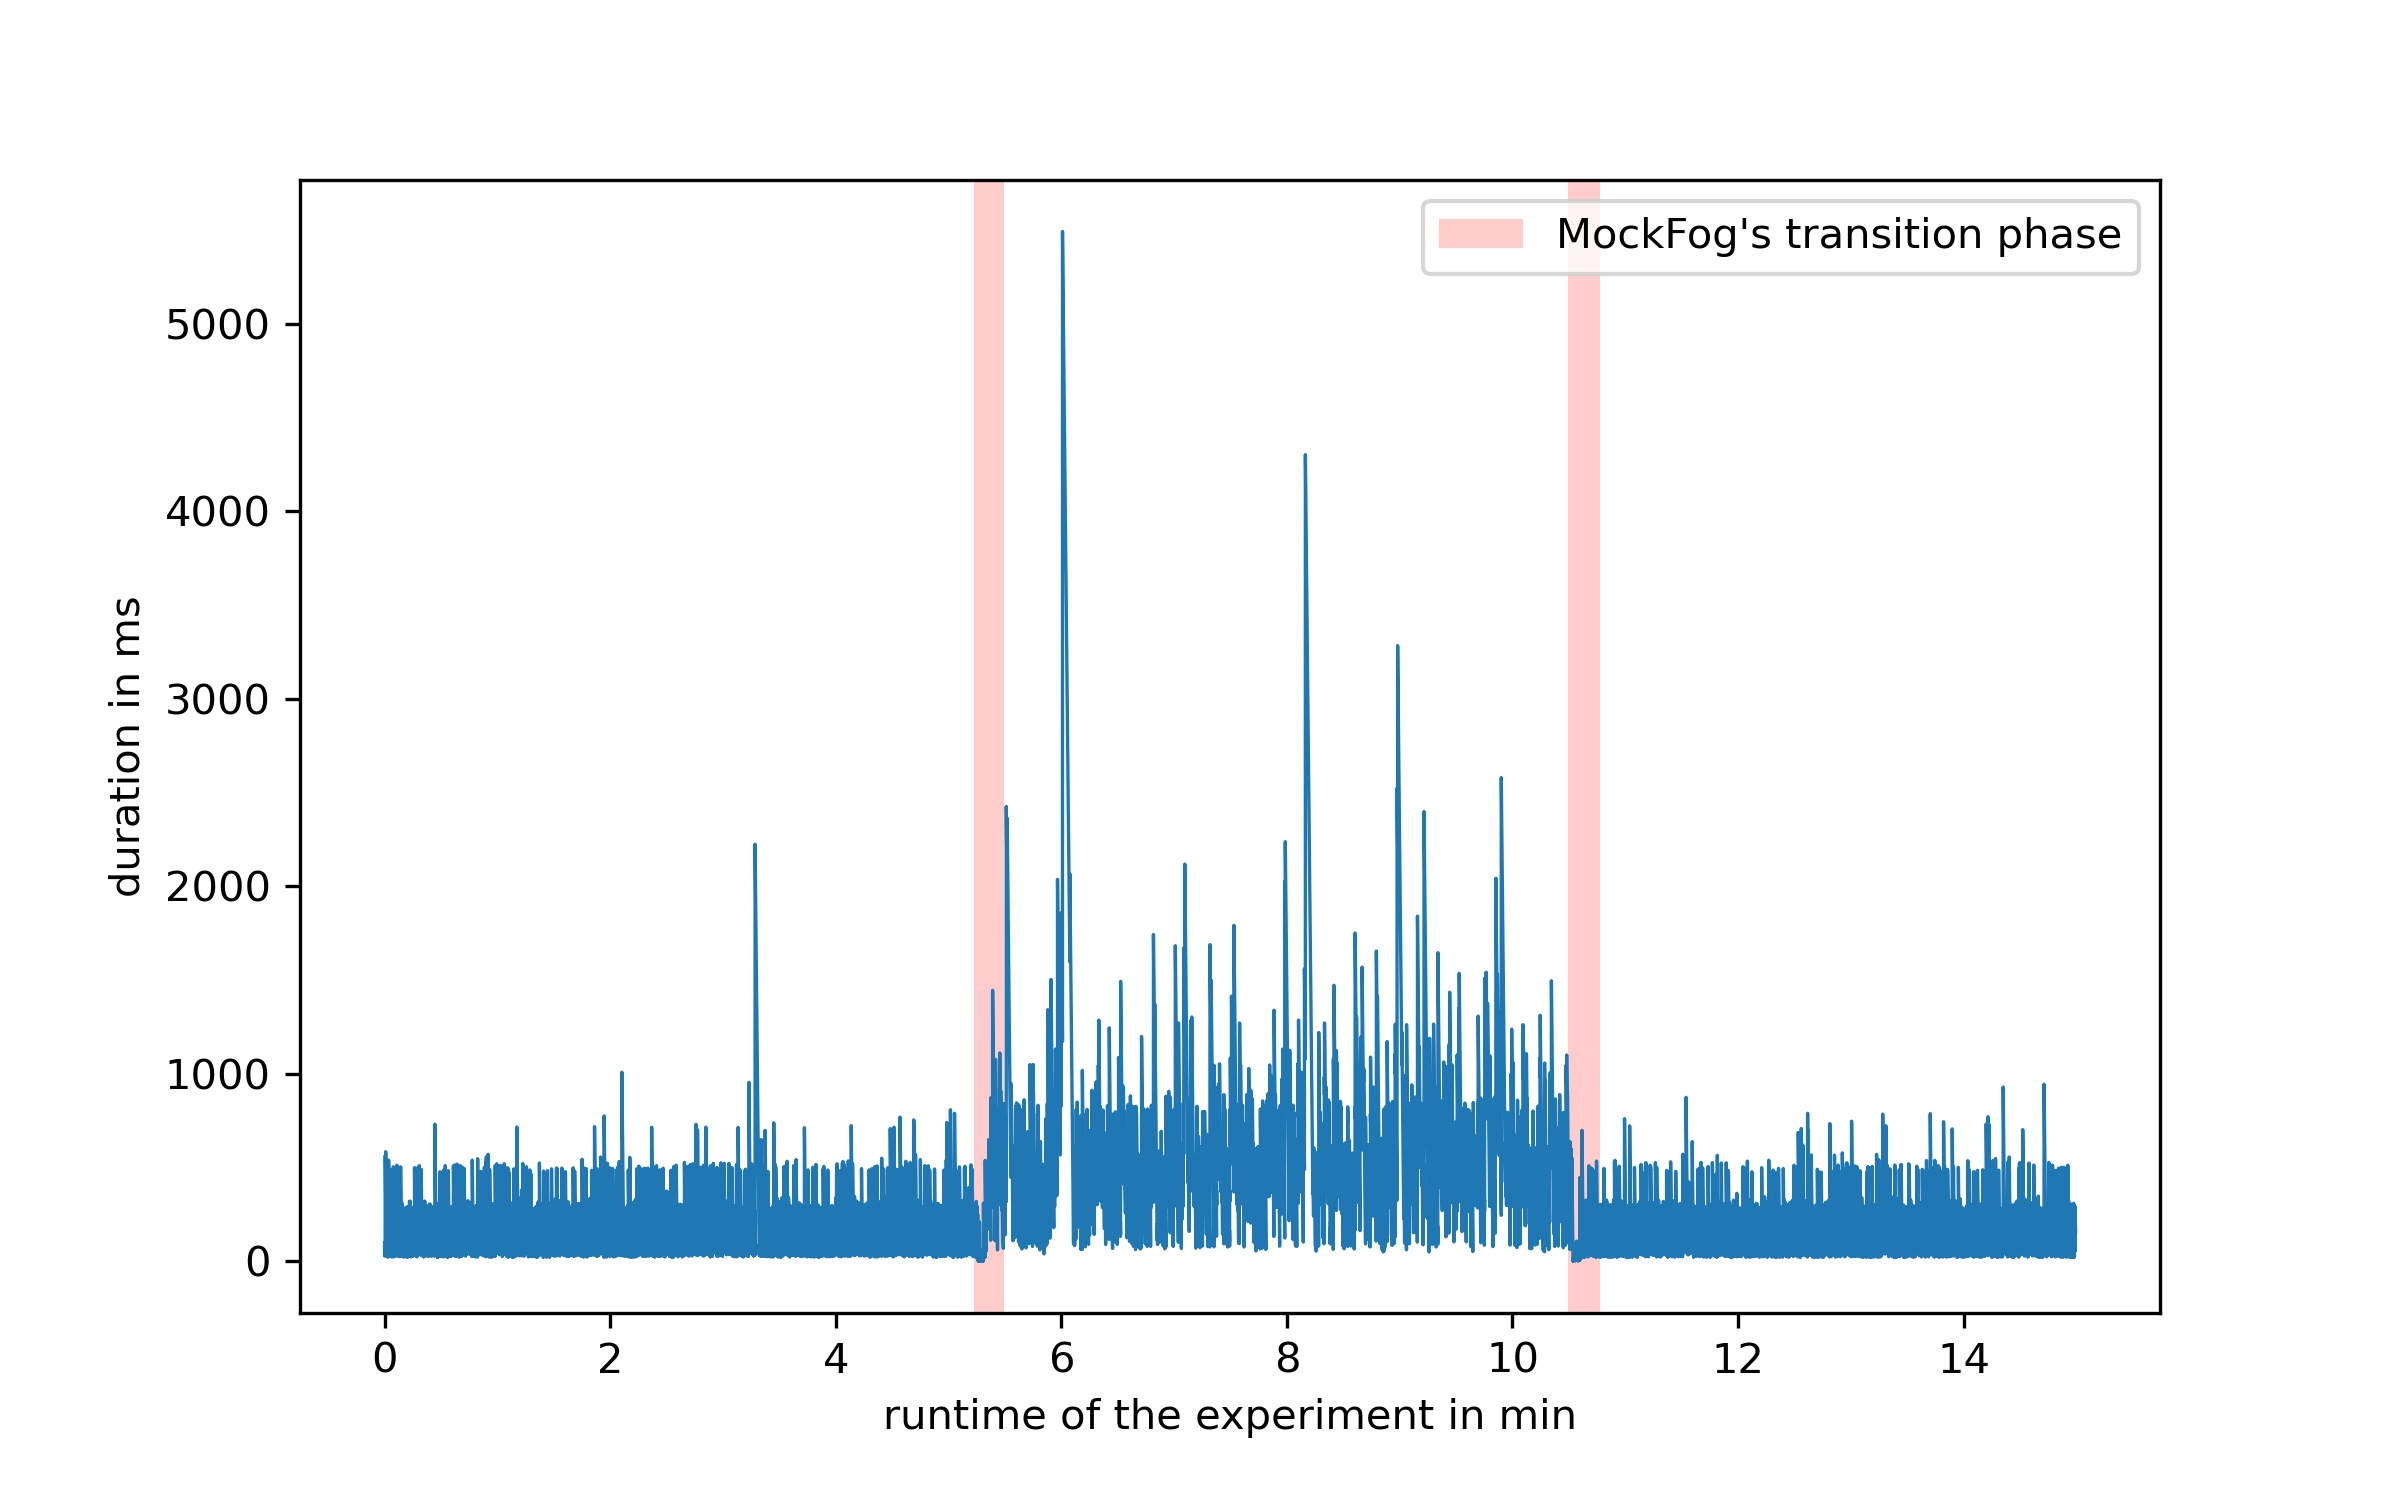 MockFog's transition phase
5000
4000
3000
2000
1000
0
duration in ms
0 2 4 6 8 10 12 14
runtime of the experiment in min